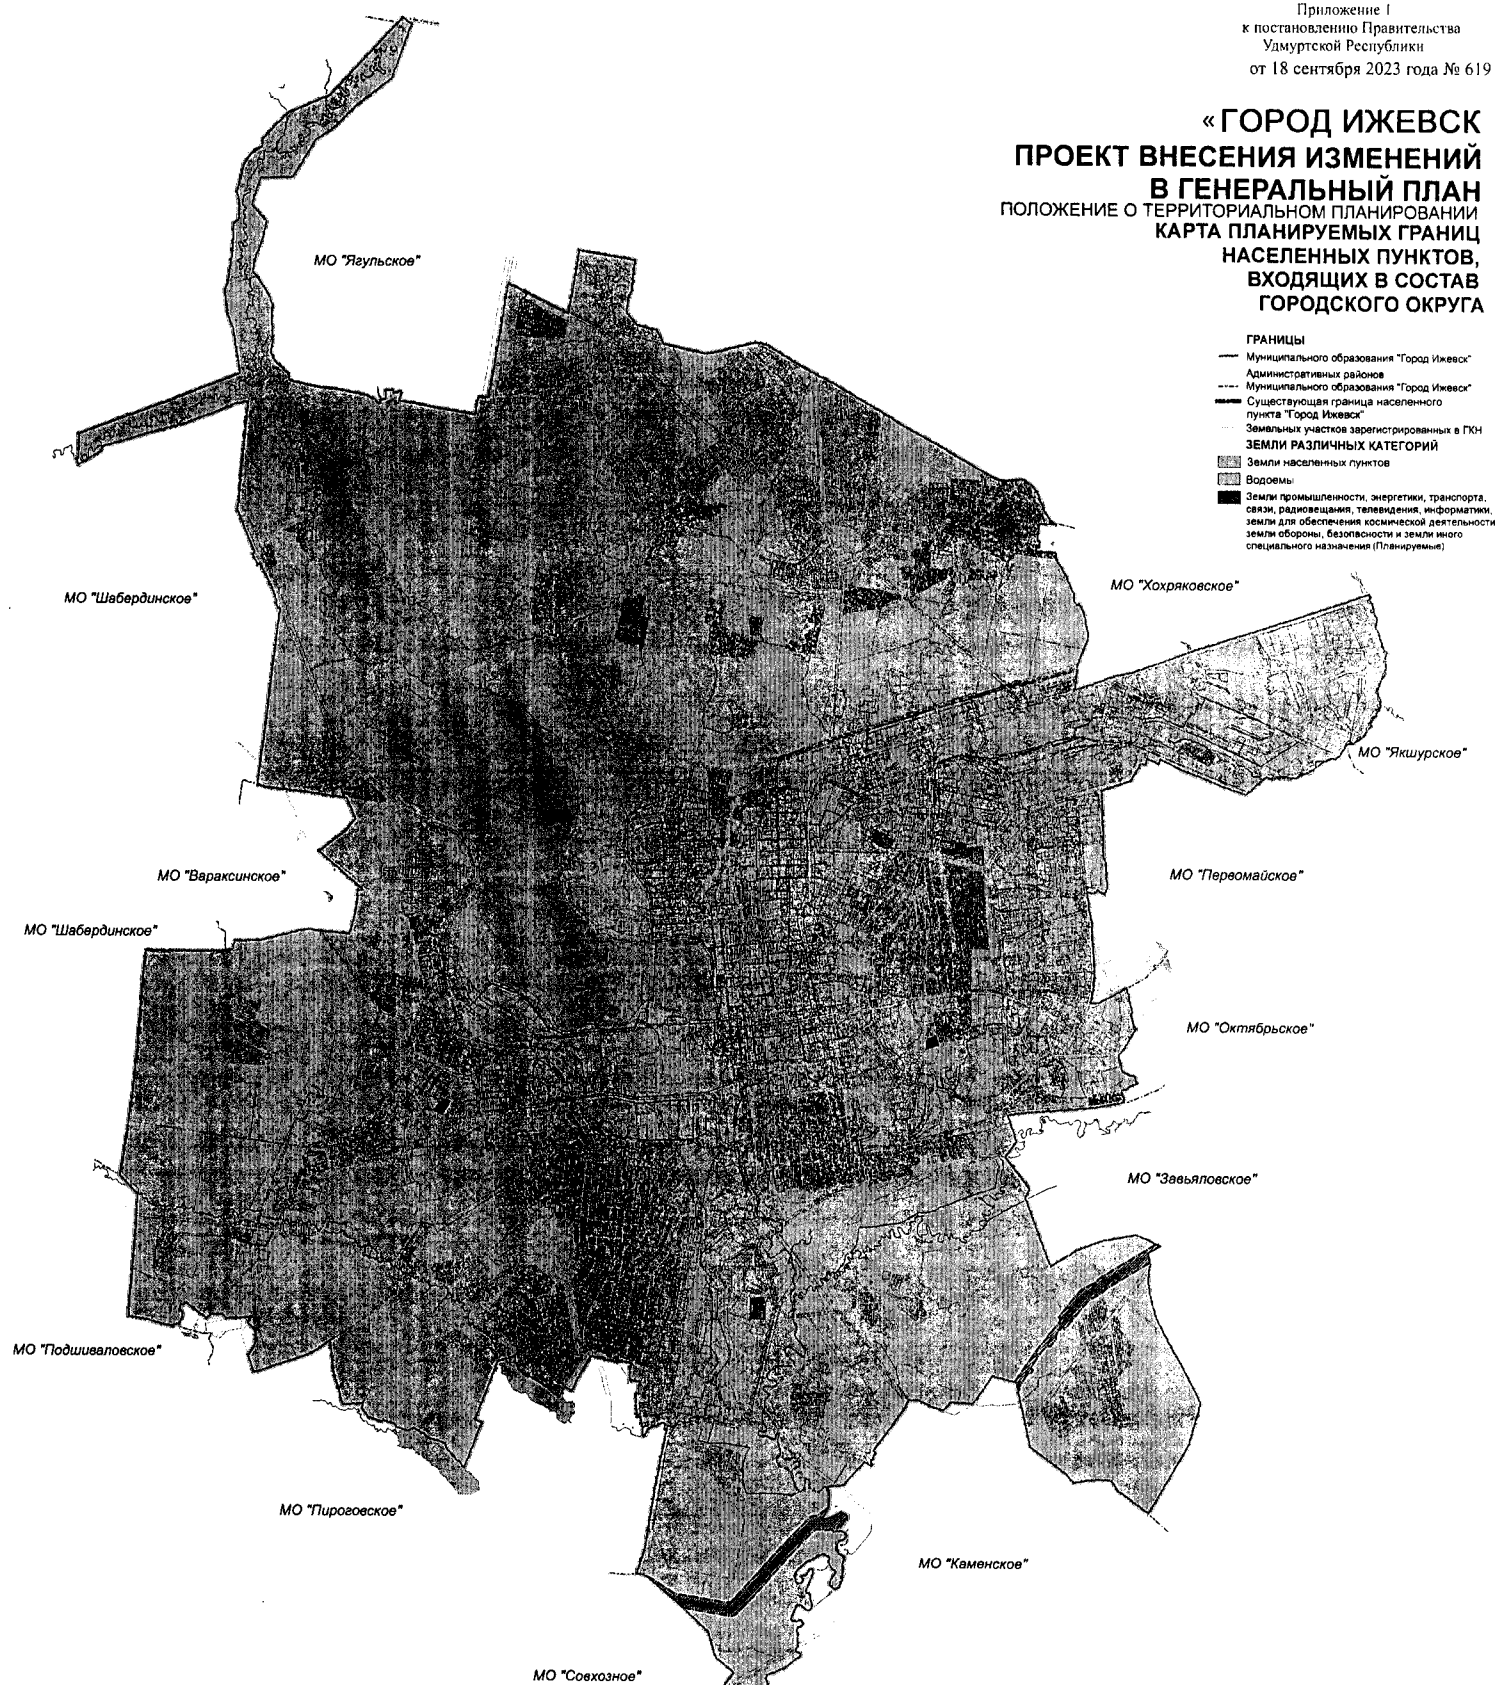 Приложение 1
к постановлению Правительства
Удмуртской Республики
от 18 сентября 2023 года № 619
« ГОРОД ИЖЕВСК
ПРОЕКТ ВНЕСЕНИЯ ИЗМЕНЕНИЙ
В ГЕНЕРАЛЬНЫЙ ПЛАН
ПОЛОЖЕНИЕ О ТЕРРИТОРИАЛЬНОМ ПЛАНИРОВАНИИ
КАРТА ПЛАНИРУЕМЫХ ГРАНИЦ
НАСЕЛЕННЫХ ПУНКТОВ,
ВХОДЯЩИХ В СОСТАВ
ГОРОДСКОГО ОКРУГА
ГРАНИЦЫ
Муниципального образования "Город Ижевск"
Административных районов
Муниципального образования "Город Ижевск"
Существующая граница населенного
пункта "Город Ижевск"
Земельных участков зарегистрированных в ГКН
ЗЕМЛИ РАЗЛИЧНЫХ КАТЕГОРИЙ
Земли населенных пунктов
Водоемы
Земли промышленности, энергетики, транспорта,
связи, радиовещания, телевидения, информатики,
земли для обеспечения космической деятельности
земли обороны, безопасности и земли иного
специального назначения (Планируемые)
МО "Ягульское"
МО "Хохряковское"
МО "Шабердинское"
МО "Якшурское"
МО "Вараксинское"
МО "Первомайское"
МО "Шабердинское"
МО "Октябрьское"
МО "Завьяловское"
МО "Подшиваловское"
МО "Пироговское"
МО "Каменское"
МО "Совхозное"